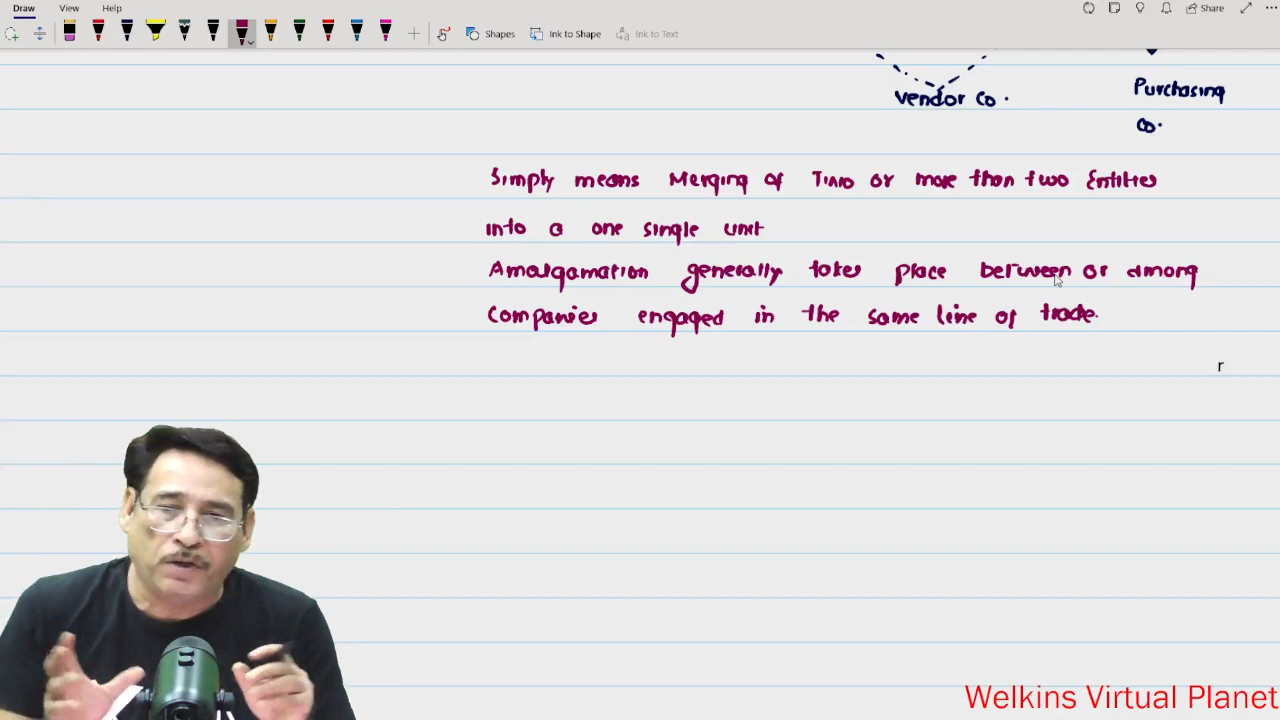 Draw View Help
Share
Shapes Ink to Shape Ink to Text
Vendor Co.
Purchasing
Co.
Simply means Merging of Two or more than two Entities
into a one single unit
Amalgamation generally takes place between or among
Companies engaged in the same line of trade.
r
Welkins Virtual Planet